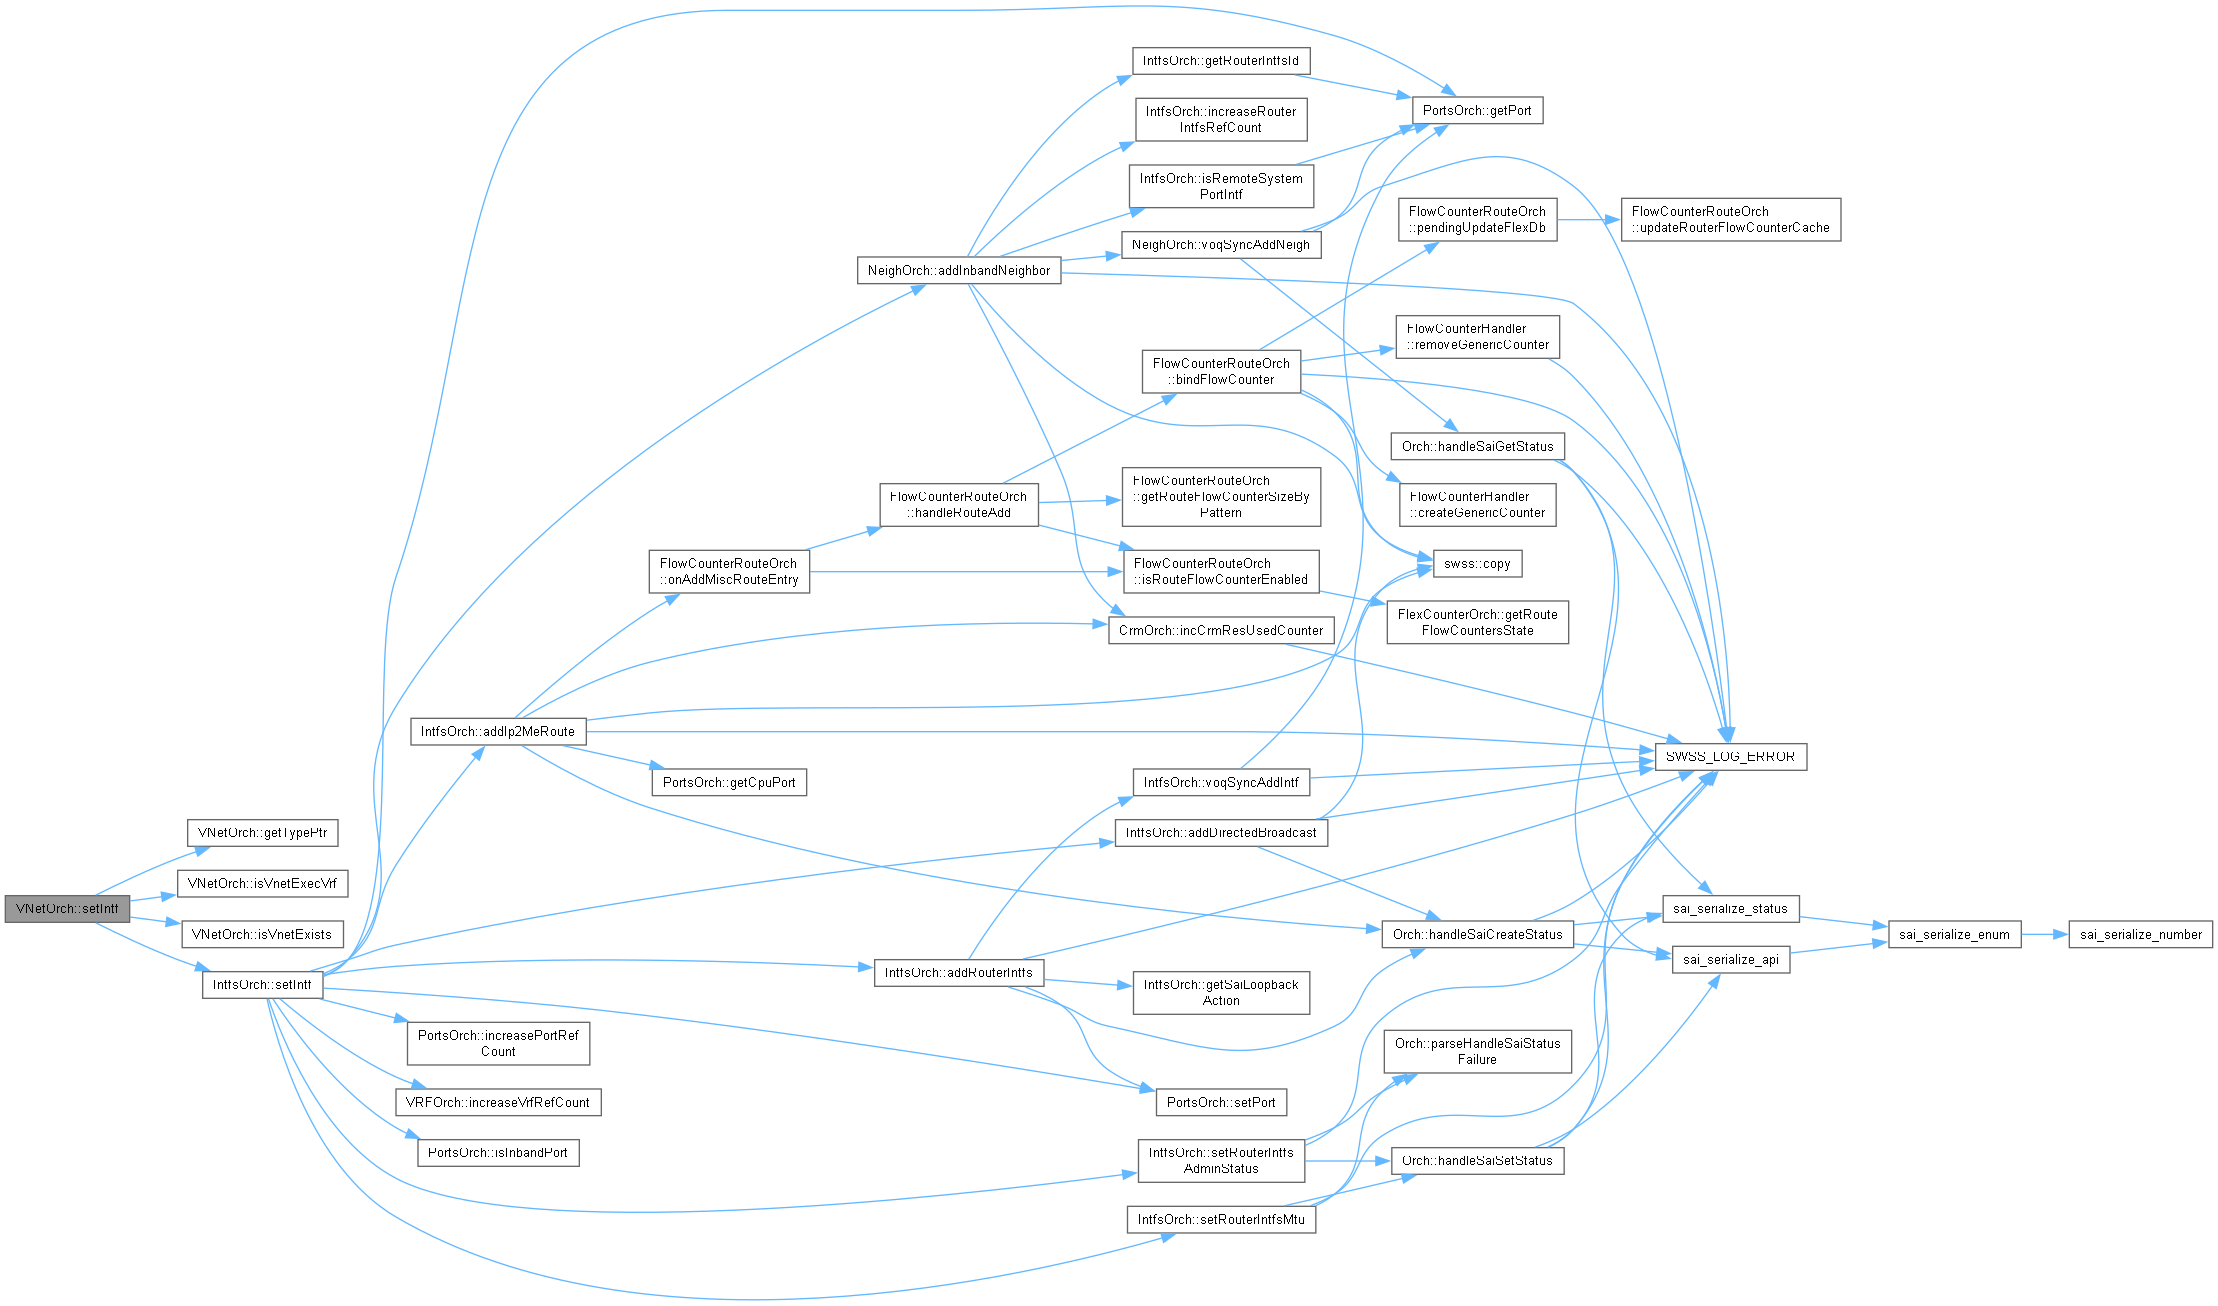 VNetOrch::setIntf
VNetOrch::getTypePtr
VNetOrch::isVnetExecVrf
VNetOrch::isVnetExists
IntfsOrch::setIntf
IntfsOrch::addIp2MeRoute
PortsOrch::increasePortRef
Count
VRFOrch::increaseVrfRefCount
PortsOrch::isInbandPort
FlowCounterRouteOrch
::onAddMiscRouteEntry
PortsOrch::getCpuPort
NeighOrch::addInbandNeighbor
FlowCounterRouteOrch
::handleRouteAdd
IntfsOrch::addRouterIntfs
IntfsOrch::getRouterIntfsId
IntfsOrch::increaseRouter
IntfsRefCount
IntfsOrch::isRemoteSystem
PortIntf
NeighOrch::voqSyncAddNeigh
FlowCounterRouteOrch
::bindFlowCounter
FlowCounterRouteOrch
::getRouteFlowCounterSizeBy
Pattern
FlowCounterRouteOrch
::isRouteFlowCounterEnabled
CrmOrch::incCrmResUsedCounter
IntfsOrch::voqSyncAddIntf
IntfsOrch::addDirectedBroadcast
IntfsOrch::getSaiLoopback
Action
PortsOrch::setPort
IntfsOrch::setRouterIntfs
AdminStatus
IntfsOrch::setRouterIntfsMtu
PortsOrch::getPort
FlowCounterRouteOrch
::pendingUpdateFlexDb
FlowCounterHandler
::removeGenericCounter
Orch::handleSaiGetStatus
FlowCounterHandler
::createGenericCounter
swss::copy
FlexCounterOrch::getRoute
FlowCountersState
Orch::handleSaiCreateStatus
Orch::parseHandleSaiStatus
Failure
Orch::handleSaiSetStatus
FlowCounterRouteOrch
::updateRouterFlowCounterCache
SWSS_LOG_ERROR
sai_serialize_status
sai_serialize_api
sai_serialize_enum
sai_serialize_number